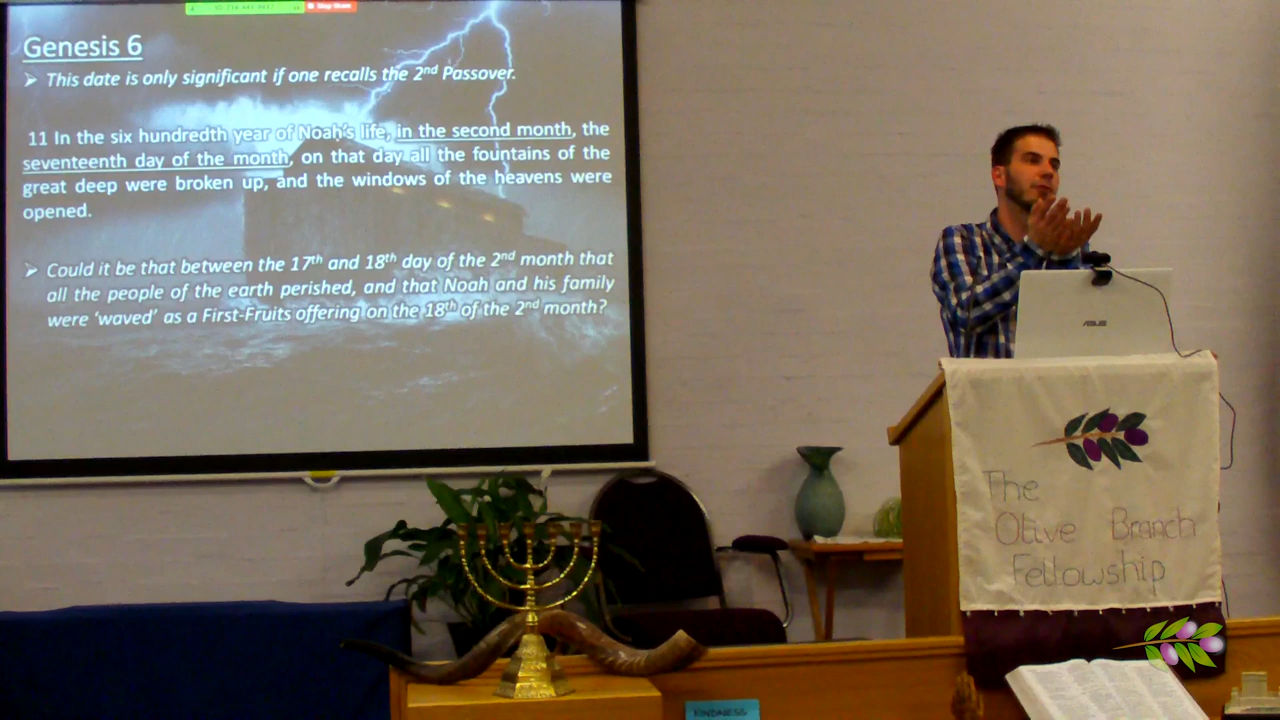 Stop Share
Genesis 6
➤ This date is only significant if one recalls the 2nd Passover.
11 In the six hundredth year of Noah's life, in the second month, the
seventeenth day of the month, on that day all the fountains of the
great deep were broken up, and the windows of the heavens were
opened.
➤ Could it be that between the 17th and 18th day of the 2nd month that
all the people of the earth perished, and that Noah and his family
were 'waved' as a First-Fruits offering on the 18th of the 2nd month?
ASUS
The
Olive Branch
Fellowship
KINDNESS